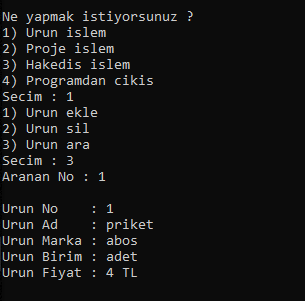 Ne yapmak istiyorsunuz ?
1) Urun islem
2) Proje islem
3) Hakedis islem
4) Programdan cikis
Secim : 1
1) Urun ekle
2) Urun sil
3) Urun ara
Secim : 3
Aranan No : 1

Urun No    : 1
Urun Ad    : priket
Urun Marka : abos
Urun Birim : adet
Urun Fiyat : 4 TL